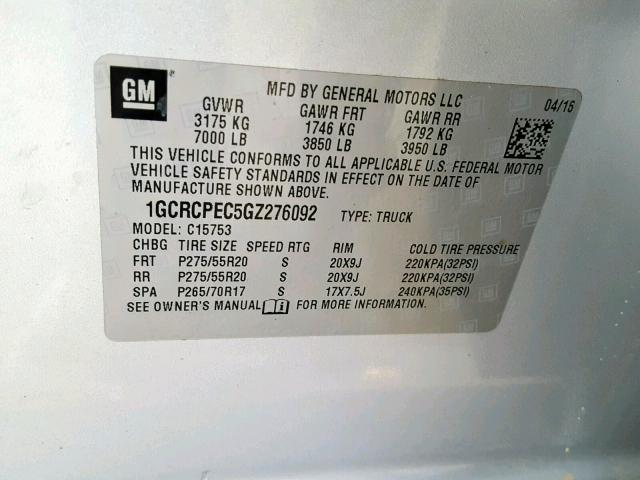 GM
MFD BY GENERAL MOTORS LLC
04/16
GVWR GAWR FRT GAWR RR
3175 KG 1746 KG 1792 KG
7000 LB 3850 LB 3950 LB
THIS VEHICLE CONFORMS TO ALL APPLICABLE U.S. FEDERAL MOTOR
VEHICLE SAFETY STANDARDS IN EFFECT ON THE DATE OF
MANUFACTURE SHOWN ABOVE.
1GCRCPEC5GZ276092 TYPE: TRUCK
MODEL: C15753
CHBG TIRE SIZE SPEED RTG RIM COLD TIRE PRESSURE
FRT P275/55R20 S 20X9J 220KPA(32PSI)
RR P275/55R20 S 20X9J 220KPA(32PSI)
SPA P265/70R17 S 17X7.5J 240KPA(35PSI)
SEE OWNER'S MANUAL i FOR MORE INFORMATION.